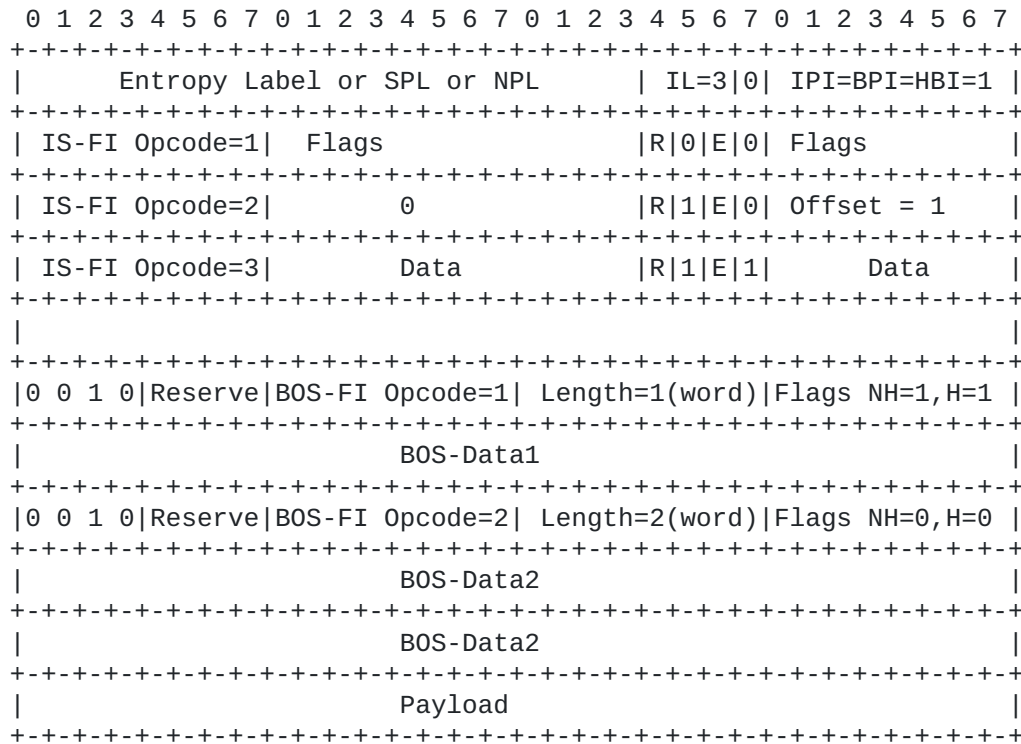 0 1 2 3 4 5 6 7 0 1 2 3 4 5 6 7 0 1 2 3 4 5 6 7 0 1 2 3 4 5 6 7
+-+-+-+-+-+-+-+-+-+-+-+-+-+-+-+-+-+-+-+-+-+-+-+-+-+-+-+-+-+-+-+-+
|      Entropy Label or SPL or NPL      | IL=3|0| IPI=BPI=HBI=1 |
+-+-+-+-+-+-+-+-+-+-+-+-+-+-+-+-+-+-+-+-+-+-+-+-+-+-+-+-+-+-+-+-+
| IS-FI Opcode=1|  Flags                |R|0|E|0| Flags         |
+-+-+-+-+-+-+-+-+-+-+-+-+-+-+-+-+-+-+-+-+-+-+-+-+-+-+-+-+-+-+-+-+
| IS-FI Opcode=2|        0              |R|1|E|0| Offset = 1    |
+-+-+-+-+-+-+-+-+-+-+-+-+-+-+-+-+-+-+-+-+-+-+-+-+-+-+-+-+-+-+-+-+
| IS-FI Opcode=3|        Data           |R|1|E|1|      Data     |
+-+-+-+-+-+-+-+-+-+-+-+-+-+-+-+-+-+-+-+-+-+-+-+-+-+-+-+-+-+-+-+-+
|                                                               |
+-+-+-+-+-+-+-+-+-+-+-+-+-+-+-+-+-+-+-+-+-+-+-+-+-+-+-+-+-+-+-+-+
|0 0 1 0|Reserve|BOS-FI Opcode=1| Length=1(word)|Flags NH=1,H=1 |
+-+-+-+-+-+-+-+-+-+-+-+-+-+-+-+-+-+-+-+-+-+-+-+-+-+-+-+-+-+-+-+-+
|                        BOS-Data1                              |
+-+-+-+-+-+-+-+-+-+-+-+-+-+-+-+-+-+-+-+-+-+-+-+-+-+-+-+-+-+-+-+-+
|0 0 1 0|Reserve|BOS-FI Opcode=2| Length=2(word)|Flags NH=0,H=0 |
+-+-+-+-+-+-+-+-+-+-+-+-+-+-+-+-+-+-+-+-+-+-+-+-+-+-+-+-+-+-+-+-+
|                        BOS-Data2                              |
+-+-+-+-+-+-+-+-+-+-+-+-+-+-+-+-+-+-+-+-+-+-+-+-+-+-+-+-+-+-+-+-+
|                        BOS-Data2                              |
+-+-+-+-+-+-+-+-+-+-+-+-+-+-+-+-+-+-+-+-+-+-+-+-+-+-+-+-+-+-+-+-+
|                        Payload                                |
+-+-+-+-+-+-+-+-+-+-+-+-+-+-+-+-+-+-+-+-+-+-+-+-+-+-+-+-+-+-+-+-+